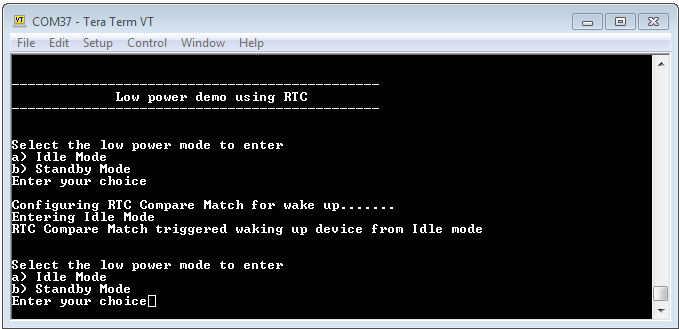 VT
COM37 - Tera Term VT
File Edit Setup Control Window Help
----------------------------------------------
Low power demo using RTC
----------------------------------------------
Select the low power mode to enter
a) Idle Mode
b) Standby Mode
Enter your choice
Configuring RTC Compare Match for wake up.......
Entering Idle Mode
RTC Compare Match triggered waking up device from Idle mode
Select the low power mode to enter
a) Idle Mode
b) Standby Mode
Enter your choice